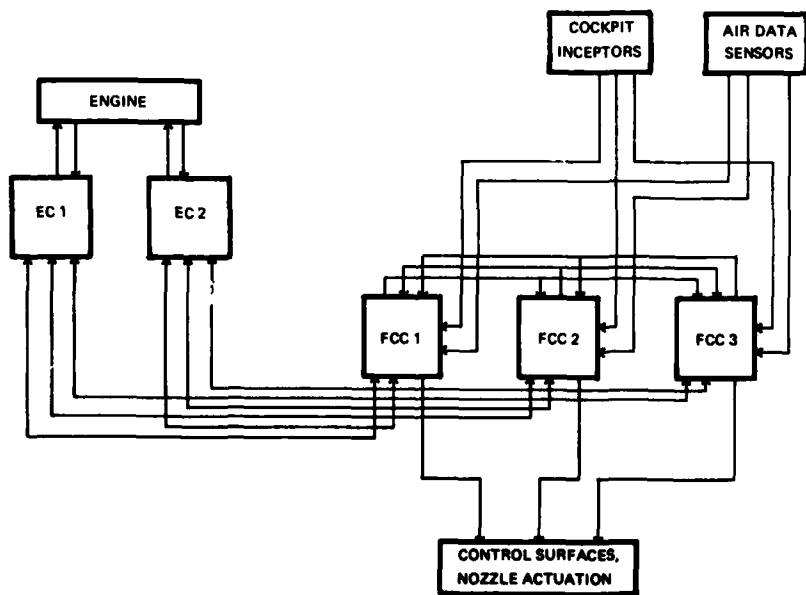 COCKPIT
INCEPTORS
AIR DATA
SENSORS
ENGINE
EC 1
EC 2
FCC 1
FCC 2
FCC 3
CONTROL SURFACES,
NOZZLE ACTUATION